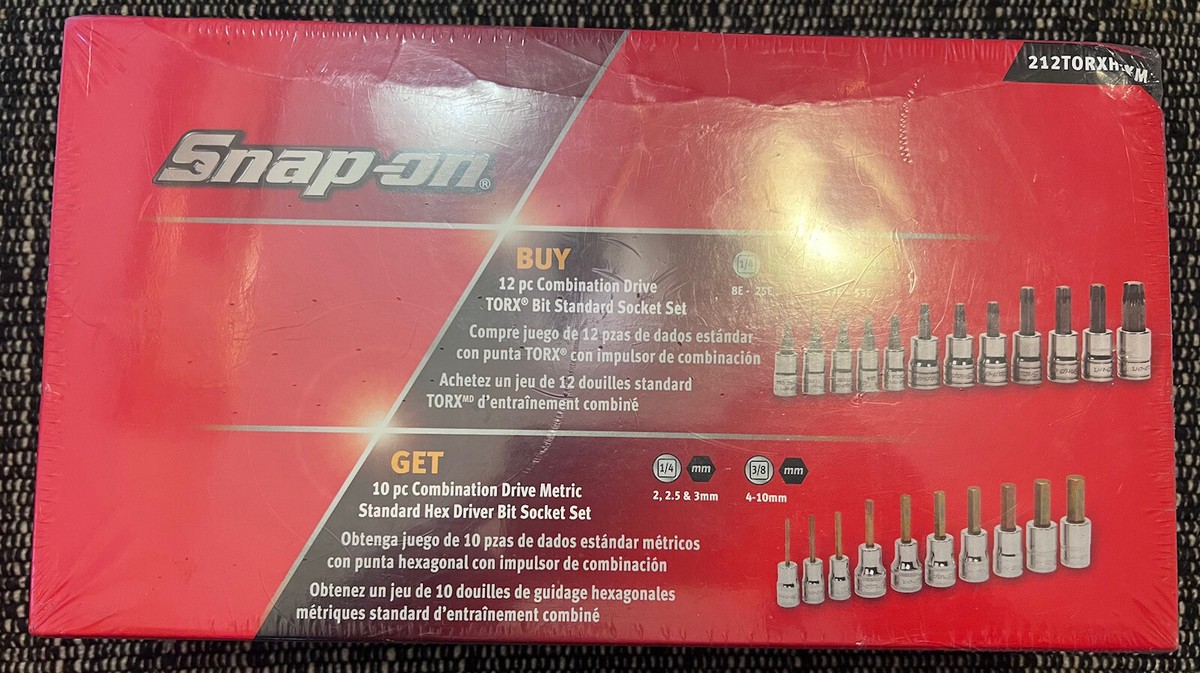 212TORXH
Snap-on®
BUY
12 pc Combination Drive
TORX® Bit Standard Socket Set
1/4
8E - 25E
Compre juego de 12 pzas de dados estándar
con punta TORX® con impulsor de combinación
Achetez un jeu de 12 douilles standard
TORXMD d'entraînement combiné
GET
10 pc Combination Drive Metric
Standard Hex Driver Bit Socket Set
1/4 mm 3/8 mm
2, 2.5 & 3mm 4-10mm
Obtenga juego de 10 pzas de dados estándar métricos
con punta hexagonal con impulsor de combinación
Obtenez un jeu de 10 douilles de guidage hexagonales
métriques standard d'entraînement combiné